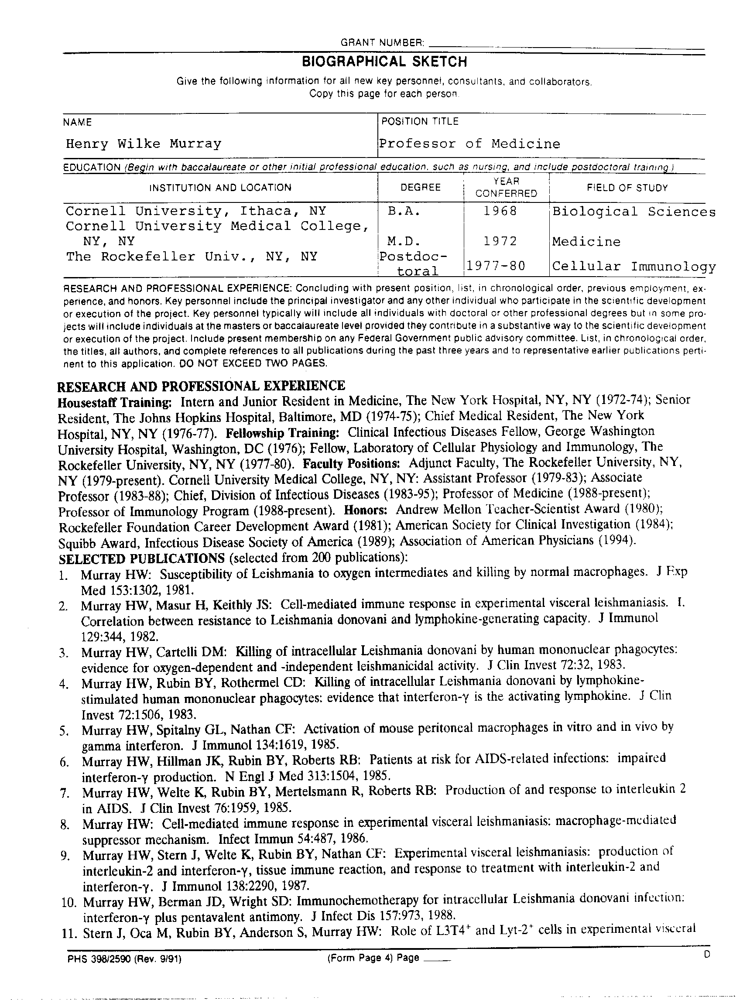 GRANT NUMBER:
BIOGRAPHICAL SKETCH
Give the following information for all new key personnel, consultants, and collaborators.
Copy this page for each person.
NAME
POSITION TITLE
Henry Wilke Murray
Professor of Medicine
EDUCATION (Begin with baccalaureate or other initial professional education, such as nursing, and include postdoctoral training.)
INSTITUTION AND LOCATION
DEGREE
YEAR
CONFERRED
FIELD OF STUDY
Cornell University, Ithaca, NY B.A. 1968 Biological Sciences
Cornell University Medical College,
NY, NY M.D. 1972 Medicine
The Rockefeller Univ., NY, NY Postdoc-
toral 1977-80 Cellular Immunology
RESEARCH AND PROFESSIONAL EXPERIENCE: Concluding with present position, list, in chronological order, previous employment, ex-
perience, and honors. Key personnel include the principal investigator and any other individual who participate in the scientific development
or execution of the project. Key personnel typically will include all individuals with doctoral or other professional degrees but in some pro-
jects will include individuals at the masters or baccalaureate level provided they contribute in a substantive way to the scientific development
or execution of the project. Include present membership on any Federal Government public advisory committee. List, in chronological order,
the titles, all authors, and complete references to all publications during the past three years and to representative earlier publications perti-
nent to this application. DO NOT EXCEED TWO PAGES.
RESEARCH AND PROFESSIONAL EXPERIENCE
Housestaff Training: Intern and Junior Resident in Medicine, The New York Hospital, NY, NY (1972-74); Senior
Resident, The Johns Hopkins Hospital, Baltimore, MD (1974-75); Chief Medical Resident, The New York
Hospital, NY, NY (1976-77). Fellowship Training: Clinical Infectious Diseases Fellow, George Washington
University Hospital, Washington, DC (1976); Fellow, Laboratory of Cellular Physiology and Immunology, The
Rockefeller University, NY, NY (1977-80). Faculty Positions: Adjunct Faculty, The Rockefeller University, NY,
NY (1979-present). Cornell University Medical College, NY, NY: Assistant Professor (1979-83); Associate
Professor (1983-88); Chief, Division of Infectious Diseases (1983-95); Professor of Medicine (1988-present);
Professor of Immunology Program (1988-present). Honors: Andrew Mellon Teacher-Scientist Award (1980);
Rockefeller Foundation Career Development Award (1981); American Society for Clinical Investigation (1984);
Squibb Award, Infectious Disease Society of America (1989); Association of American Physicians (1994).
SELECTED PUBLICATIONS (selected from 200 publications):
1. Murray HW: Susceptibility of Leishmania to oxygen intermediates and killing by normal macrophages. J Exp
Med 153:1302, 1981.
2. Murray HW, Masur H, Keithly JS: Cell-mediated immune response in experimental visceral leishmaniasis. I.
Correlation between resistance to Leishmania donovani and lymphokine-generating capacity. J Immunol
129:344, 1982.
3. Murray HW, Cartelli DM: Killing of intracellular Leishmania donovani by human mononuclear phagocytes:
evidence for oxygen-dependent and -independent leishmanicidal activity. J Clin Invest 72:32, 1983.
4. Murray HW, Rubin BY, Rothermel CD: Killing of intracellular Leishmania donovani by lymphokine-
stimulated human mononuclear phagocytes: evidence that interferon-γ is the activating lymphokine. J Clin
Invest 72:1506, 1983.
5. Murray HW, Spitalny GL, Nathan CF: Activation of mouse peritoneal macrophages in vitro and in vivo by
gamma interferon. J Immunol 134:1619, 1985.
6. Murray HW, Hillman JK, Rubin BY, Roberts RB: Patients at risk for AIDS-related infections: impaired
interferon-γ production. N Engl J Med 313:1504, 1985.
7. Murray HW, Welte K, Rubin BY, Mertelsmann R, Roberts RB: Production of and response to interleukin 2
in AIDS. J Clin Invest 76:1959, 1985.
8. Murray HW: Cell-mediated immune response in experimental visceral leishmaniasis: macrophage-mediated
suppressor mechanism. Infect Immun 54:487, 1986.
9. Murray HW, Stern J, Welte K, Rubin BY, Nathan CF: Experimental visceral leishmaniasis: production of
interleukin-2 and interferon-γ, tissue immune reaction, and response to treatment with interleukin-2 and
interferon-γ. J Immunol 138:2290, 1987.
10. Murray HW, Berman JD, Wright SD: Immunochemotherapy for intracellular Leishmania donovani infection:
interferon-γ plus pentavalent antimony. J Infect Dis 157:973, 1988.
11. Stern J, Oca M, Rubin BY, Anderson S, Murray HW: Role of L3T4⁺ and Lyt-2⁺ cells in experimental visceral
PHS 398/2590 (Rev. 9/91) (Form Page 4) Page D